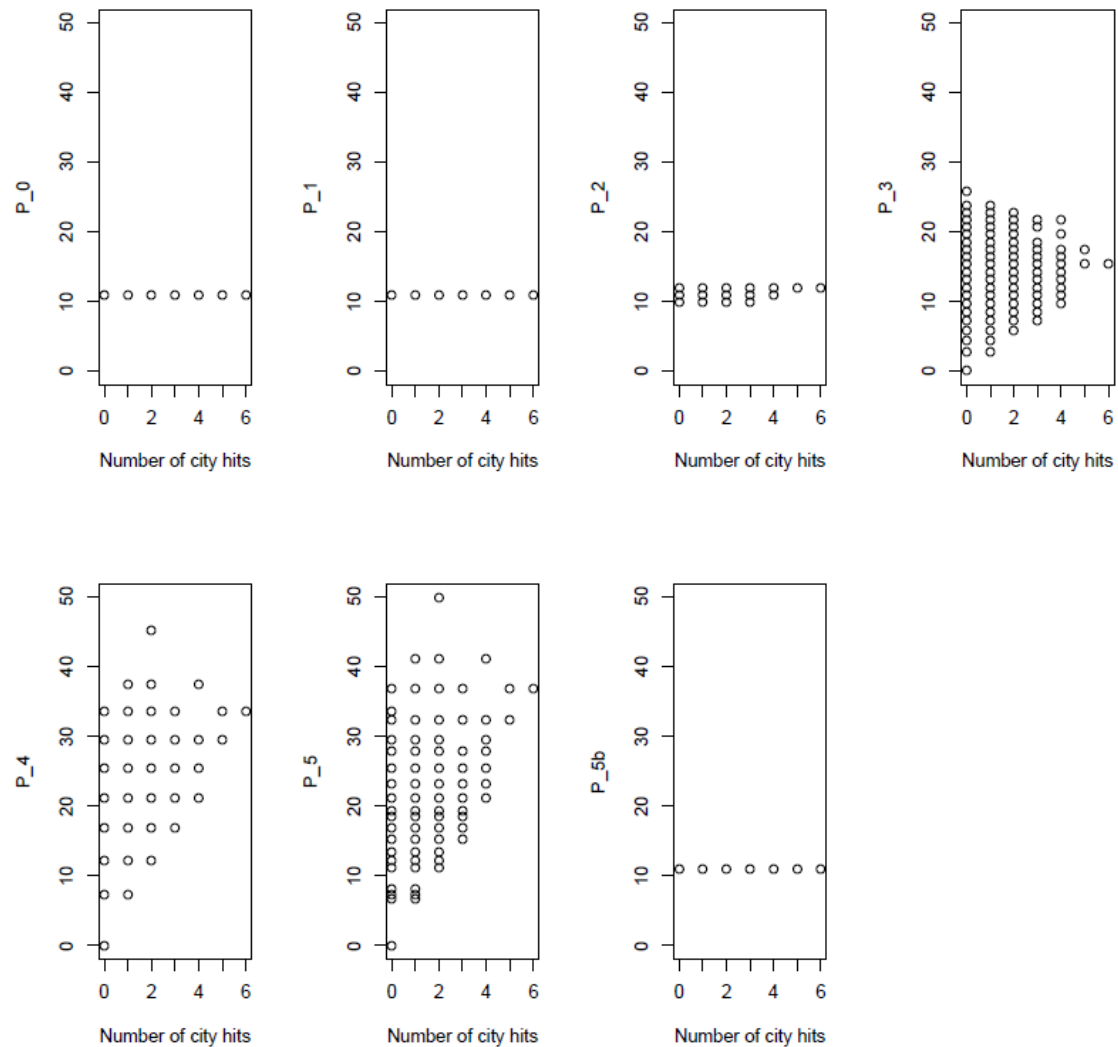 50 50 50 50
40 40 40 40
30 30 30 30
P_0 P_1 P_2 P_3
20 20 20 20
10 10 10 10
0 0 0 0
0 2 4 6 0 2 4 6 0 2 4 6 0 2 4 6
Number of city hits Number of city hits Number of city hits Number of city hits
50 50 50
40 40 40
30 30 30
P_4 P_5 P_5b
20 20 20
10 10 10
0 0 0
0 2 4 6 0 2 4 6 0 2 4 6
Number of city hits Number of city hits Number of city hits